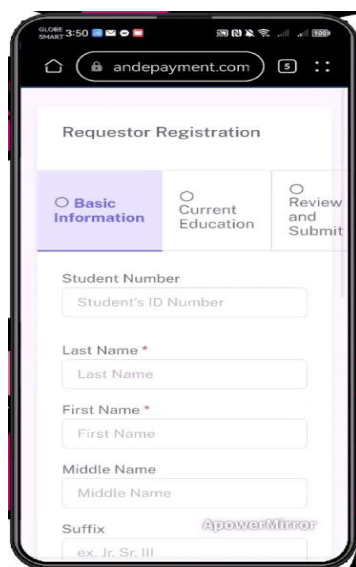 GLOBE
SMART 3:50
100
andepayment.com
5
Requestor Registration
Basic
Information
Current
Education
Review
and
Submit
Student Number
Student's ID Number
Last Name *
Last Name
First Name *
First Name
Middle Name
Middle Name
Suffix
ApowerMirror
ex. Jr. Sr. III